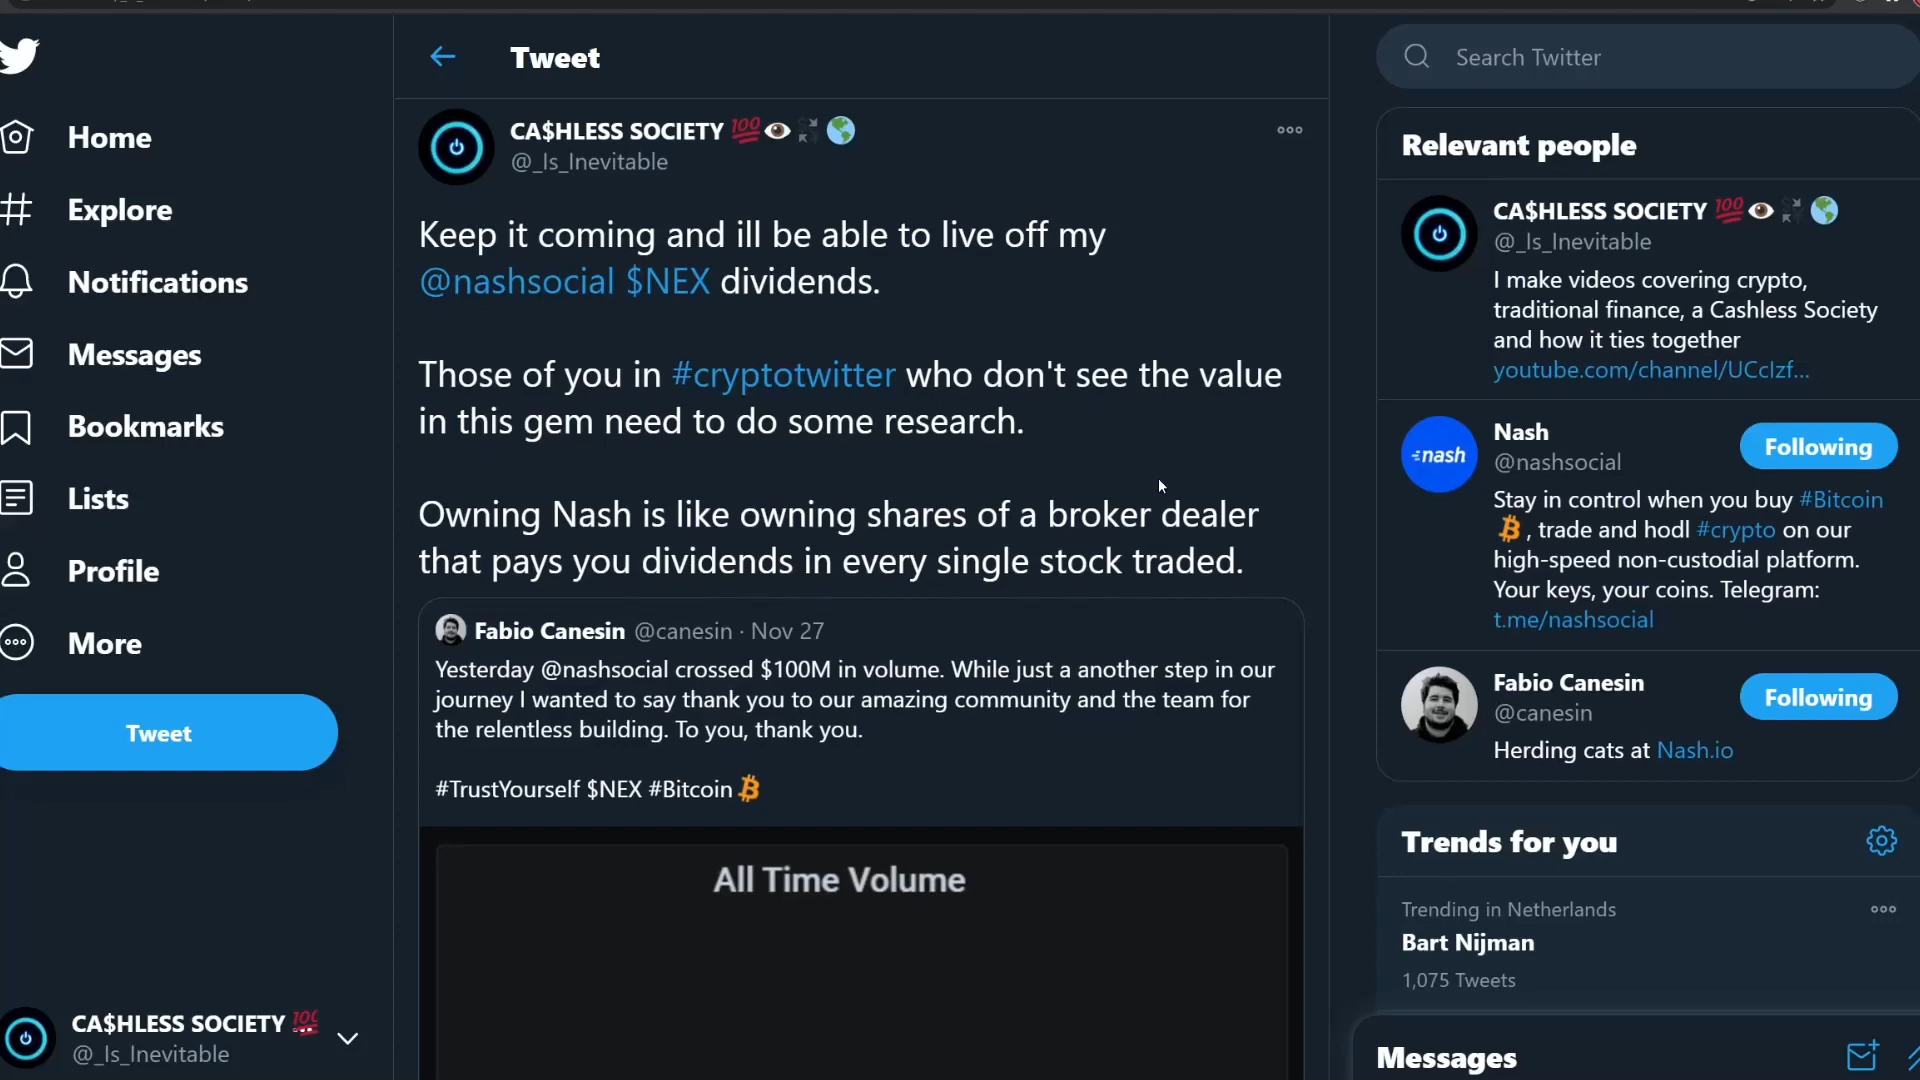 Home
Explore
Notifications
Messages
Bookmarks
Lists
Profile
More
Tweet
CA$HLESS SOCIETY 💯
@_Is_Inevitable
Tweet
CA$HLESS SOCIETY 💯👁💱🌎
@_Is_Inevitable
Keep it coming and ill be able to live off my
@nashsocial $NEX dividends.
Those of you in #cryptotwitter who don't see the value
in this gem need to do some research.
Owning Nash is like owning shares of a broker dealer
that pays you dividends in every single stock traded.
Fabio Canesin @canesin · Nov 27
Yesterday @nashsocial crossed $100M in volume. While just a another step in our
journey I wanted to say thank you to our amazing community and the team for
the relentless building. To you, thank you.
#TrustYourself $NEX #Bitcoin
All Time Volume
Search Twitter
Relevant people
CA$HLESS SOCIETY 💯👁💱🌎
@_Is_Inevitable
I make videos covering crypto,
traditional finance, a Cashless Society
and how it ties together
youtube.com/channel/UCcIzf...
nash
Nash
@nashsocial
Following
Stay in control when you buy #Bitcoin
, trade and hodl #crypto on our
high-speed non-custodial platform.
Your keys, your coins. Telegram:
t.me/nashsocial
Fabio Canesin
@canesin
Following
Herding cats at Nash.io
Trends for you
Trending in Netherlands
Bart Nijman
1,075 Tweets
Messages